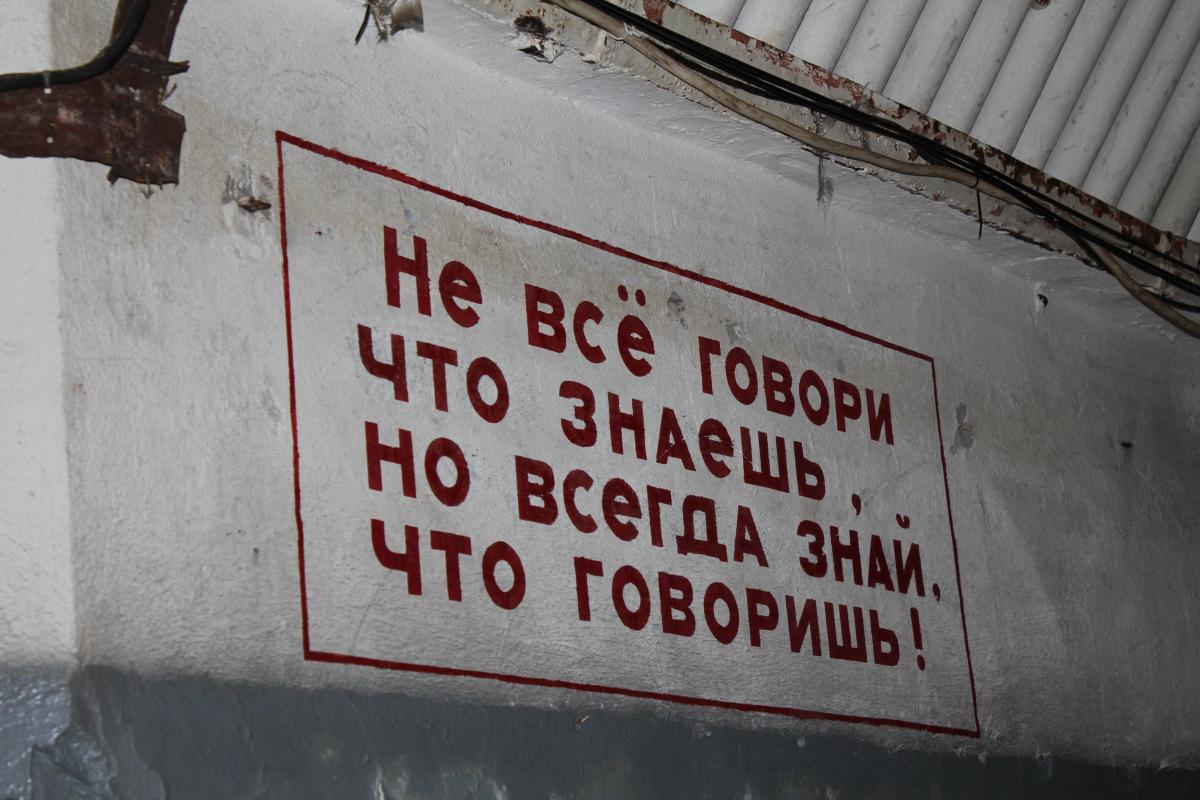 Не всё говори
что знаешь,
но всегда знай,
что говоришь!